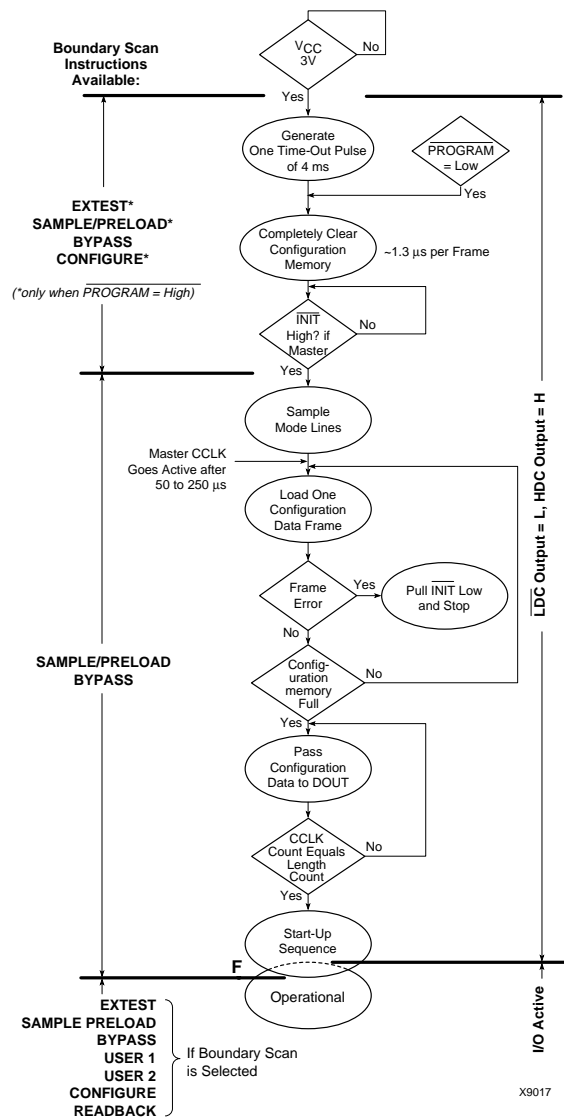 Boundary Scan
Instructions
Available:
VCC
3V
No
Yes
Generate
One Time-Out Pulse
of 4 ms
PROGRAM
= Low
Yes
EXTEST*
SAMPLE/PRELOAD*
BYPASS
CONFIGURE*
(*only when PROGRAM = High)
Completely Clear
Configuration
Memory
~1.3 µs per Frame
INIT
High? if
Master
No
Yes
Sample
Mode Lines
Master CCLK
Goes Active after
50 to 250 µs
Load One
Configuration
Data Frame
LDC Output = L, HDC Output = H
Frame
Error
Yes
Pull INIT Low
and Stop
No
SAMPLE/PRELOAD
BYPASS
Config-
uration
memory
Full
No
Yes
Pass
Configuration
Data to DOUT
CCLK
Count Equals
Length
Count
No
Yes
Start-Up
Sequence
F
Operational
I/O Active
EXTEST
SAMPLE PRELOAD
BYPASS
USER 1
USER 2
CONFIGURE
READBACK
If Boundary Scan
is Selected
X9017